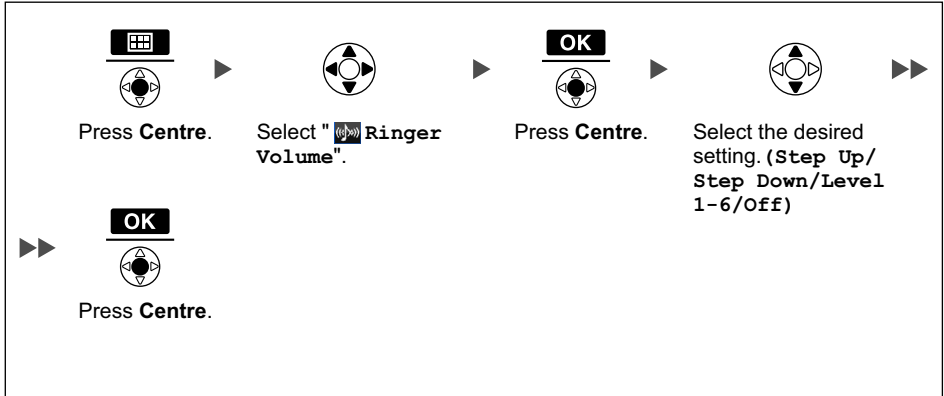 OK
Press Centre.
Select " Ringer
Volume".
Press Centre.
Select the desired
setting. (Step Up/
Step Down/Level
1-6/Off)
OK
Press Centre.